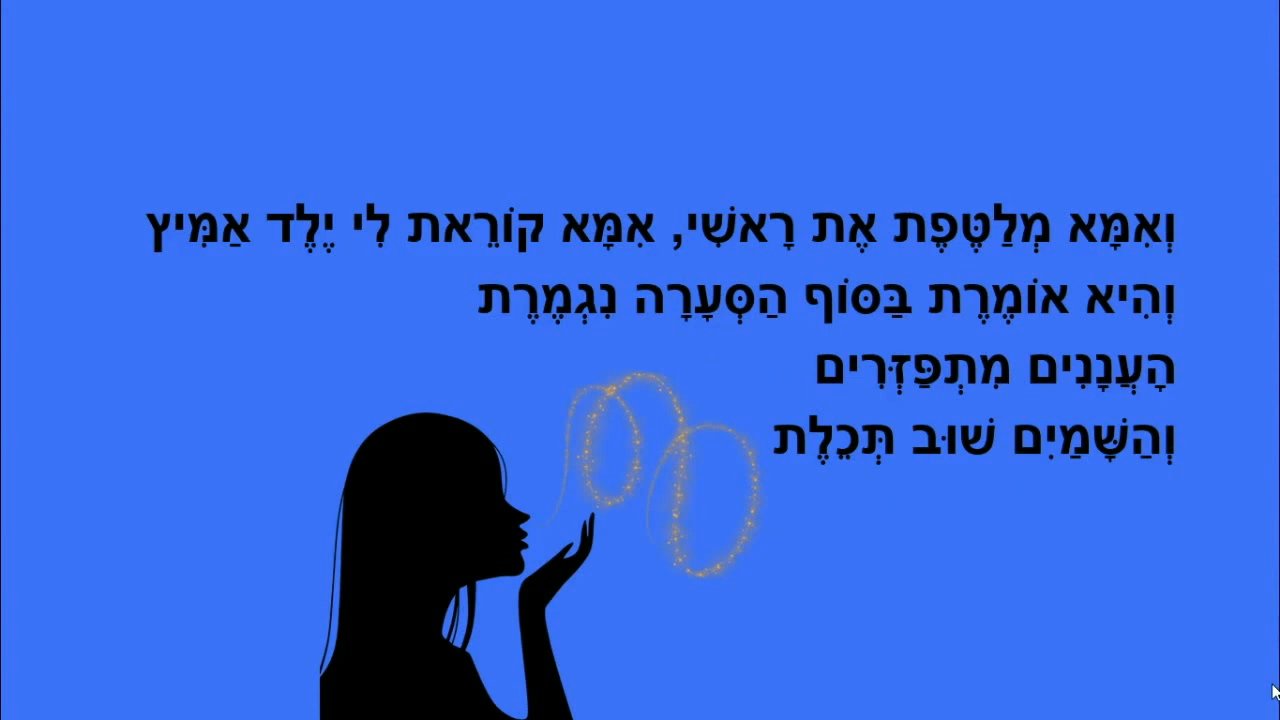 וְאִמָּא מְלַטֶּפֶת אֶת רָאשִׁי, אִמָּא קוֹרֵאת לִי יֶלֶד אַמִּיץ
וְהִיא אוֹמֶרֶת בַּסּוֹף הַסְּעָרָה נִגְמֶרֶת
הָעֲנָנִים מִתְפַּזְּרִים
וְהַשָּׁמַיִם שׁוּב תְּכֵלֶת